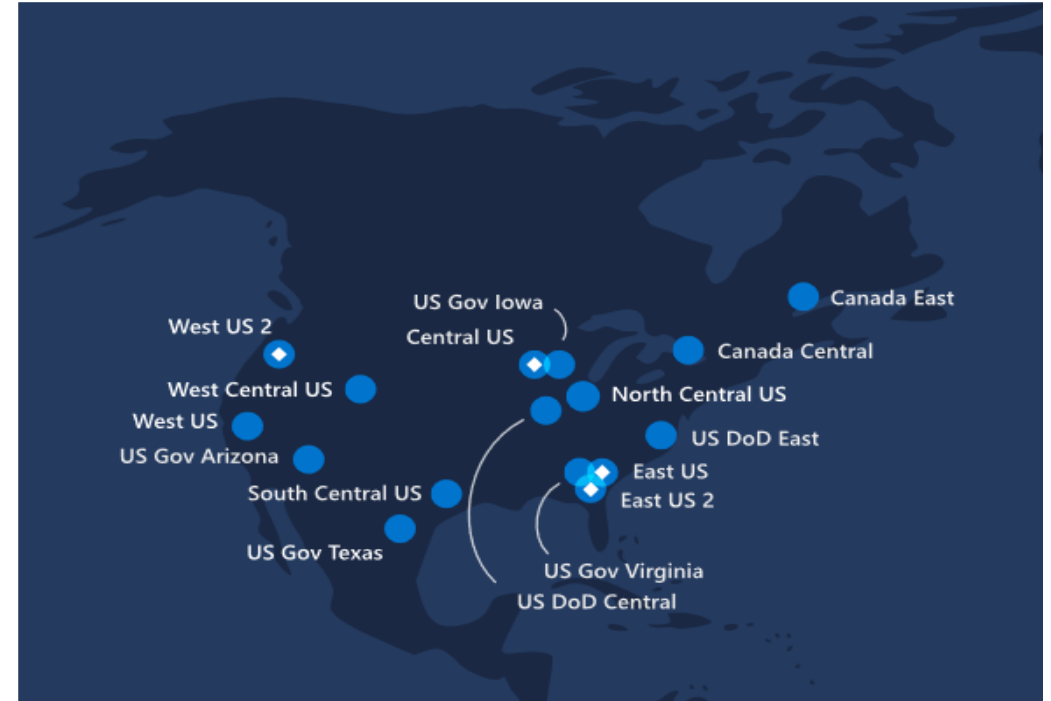 Canada East
US Gov Iowa
West US 2
Central US
Canada Central
West Central US
North Central US
West US
US DoD East
US Gov Arizona
East US
South Central US
East US 2
US Gov Texas
US Gov Virginia
US DoD Central